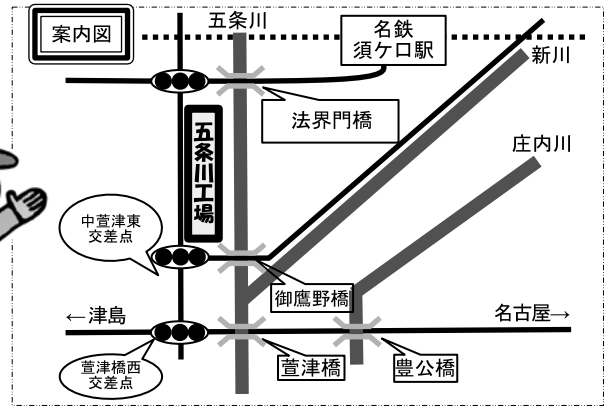 案内図
五条川
名鉄
須ケロ駅
新川
法界門橋
庄内川
五条川工場
中萱津東
交差点
御鷹野橋
←津島
名古屋→
萱津橋西
交差点
萱津橋
豊公橋